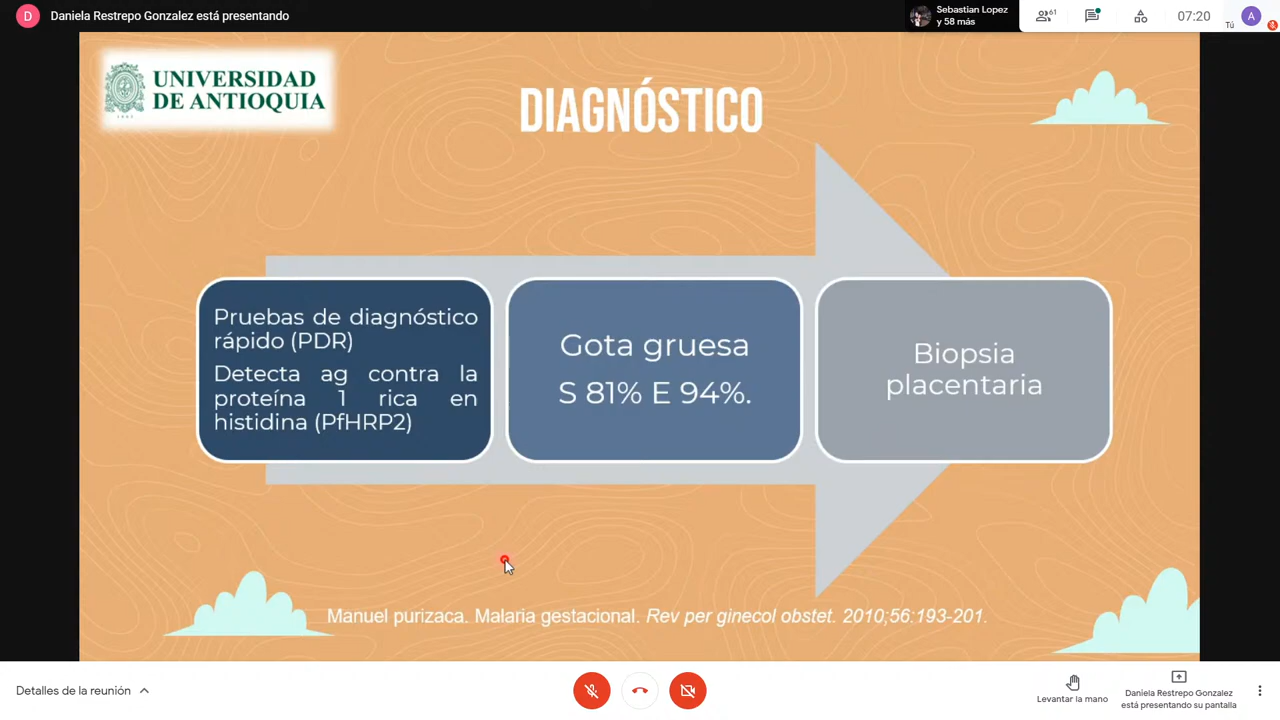 D Daniela Restrepo Gonzalez está presentando
Sebastian Lopez
y 58 más
61
07:20
Tú
A
UNIVERSIDAD
DE ANTIOQUIA
DIAGNÓSTICO
Pruebas de diagnóstico
rápido (PDR)
Detecta ag contra la
proteína 1 rica en
histidina (PfHRP2)
Gota gruesa
S 81% E 94%.
Biopsia
placentaria
Manuel purizaca. Malaria gestacional. Rev per ginecol obstet. 2010;56:193-201.
Detalles de la reunión
Levantar la mano
Daniela Restrepo Gonzalez
está presentando su pantalla